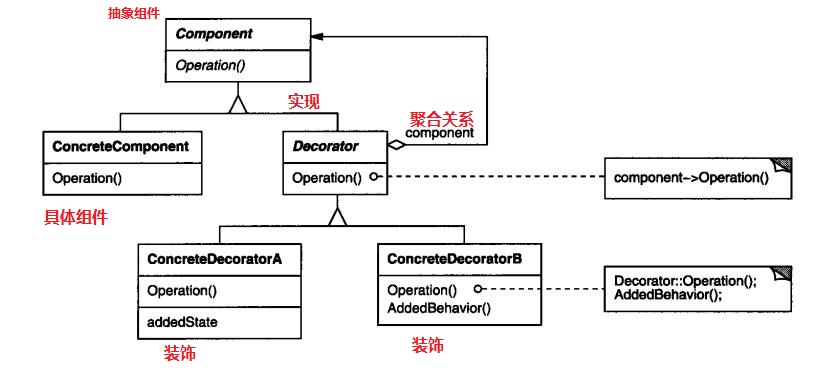 抽象组件
Component
Operation()
实现
聚合关系
component
ConcreteComponent
Operation()
Decorator
Operation()
component->Operation()
具体组件
ConcreteDecoratorA
Operation()
addedState
ConcreteDecoratorB
Operation()
AddedBehavior()
Decorator::Operation();
AddedBehavior();
装饰
装饰